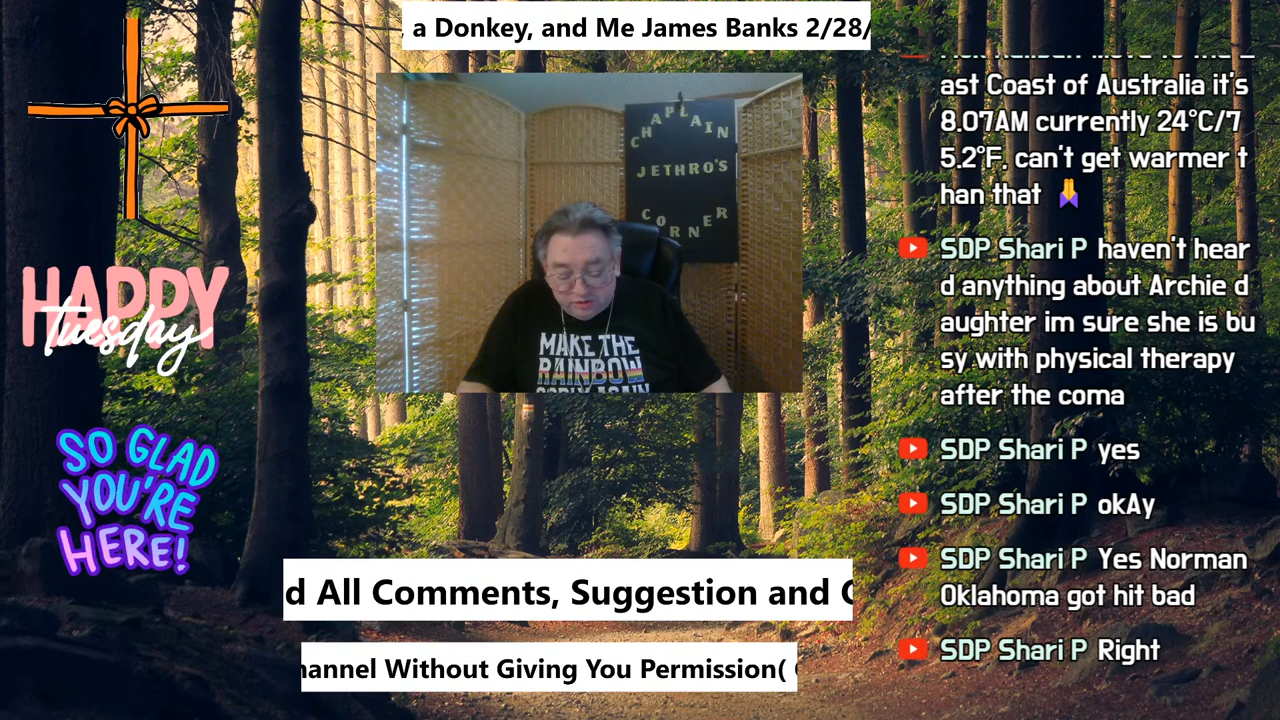 a Donkey, and Me James Banks 2/28/
CHAPLAIN
JETHRO'S
CORNER
MAKE THE
RAINBOW
HAPPY
Tuesday
SO GLAD
YOU'RE
HERE!
d All Comments, Suggestion and
hannel Without Giving You Permission(
ast Coast of Australia it's
8.07AM currently 24°C/7
5.2°F. can't get warmer t
han that 🙏
SDP Shari P haven't hear
d anything about Archie d
aughter im sure she is bu
sy with physical therapy
after the coma
SDP Shari P yes
SDP Shari P okAy
SDP Shari P Yes Norman
Oklahoma got hit bad
SDP Shari P Right